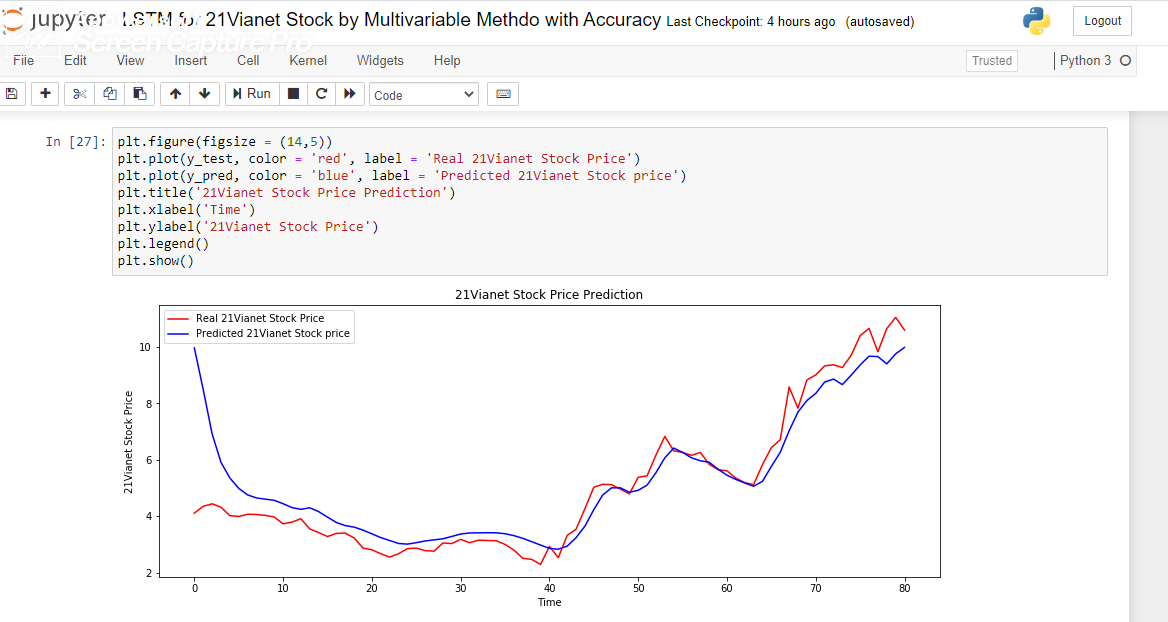 jupyter LSTM for 21Vianet Stock by Multivariable Methdo with Accuracy Last Checkpoint: 4 hours ago (autosaved)
Logout
Screen Capture Pro
File Edit View Insert Cell Kernel Widgets Help
Trusted
Python 3
Run
Code
In [27]: plt.figure(figsize = (14,5))
plt.plot(y_test, color = 'red', label = 'Real 21Vianet Stock Price')
plt.plot(y_pred, color = 'blue', label = 'Predicted 21Vianet Stock price')
plt.title('21Vianet Stock Price Prediction')
plt.xlabel('Time')
plt.ylabel('21Vianet Stock Price')
plt.legend()
plt.show()
21Vianet Stock Price Prediction
Real 21Vianet Stock Price
Predicted 21Vianet Stock price
21Vianet Stock Price
10
8
6
4
2
0 10 20 30 40 50 60 70 80
Time